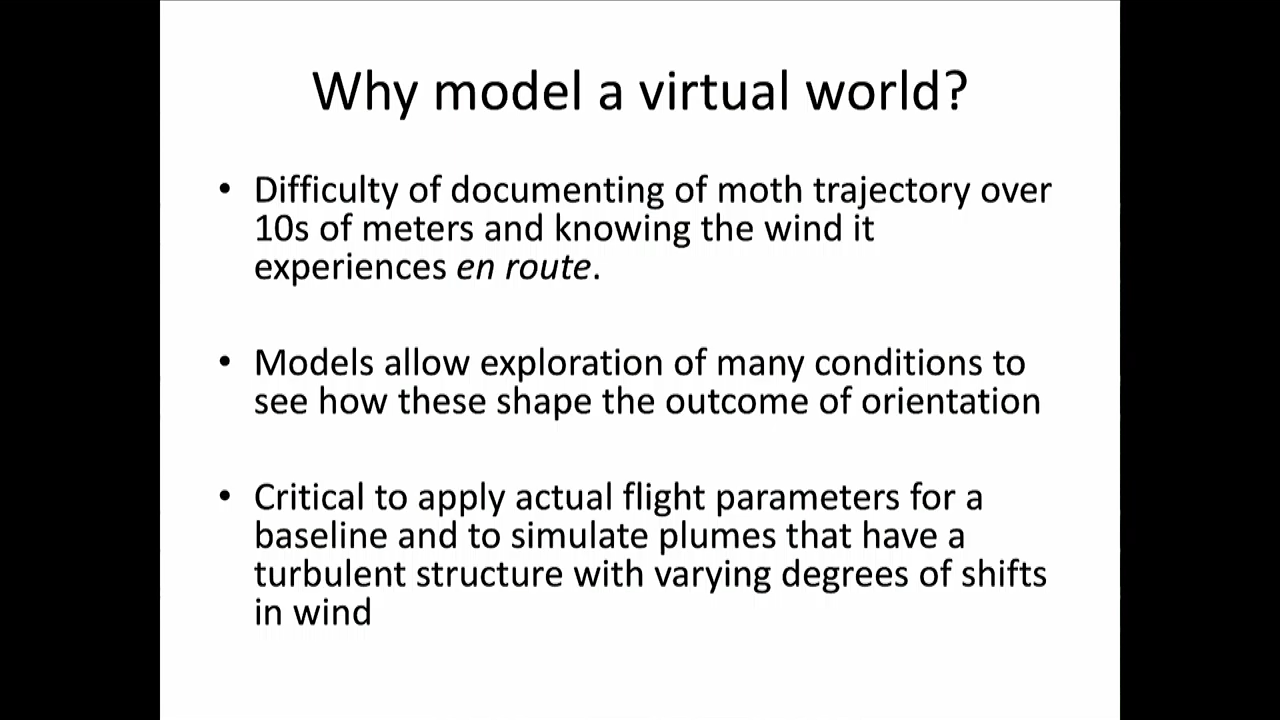 Why model a virtual world?
• Difficulty of documenting of moth trajectory over
10s of meters and knowing the wind it
experiences en route.
• Models allow exploration of many conditions to
see how these shape the outcome of orientation
• Critical to apply actual flight parameters for a
baseline and to simulate plumes that have a
turbulent structure with varying degrees of shifts
in wind